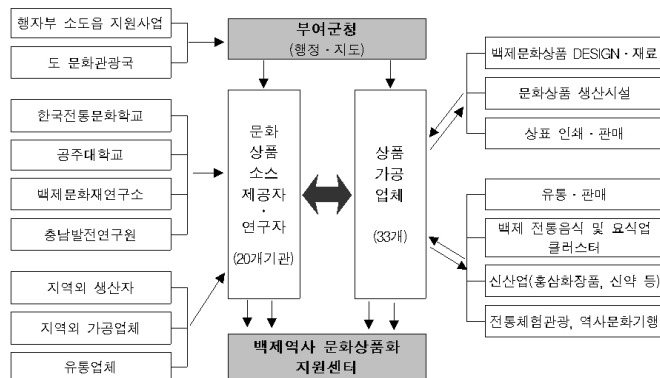 행자부 소도읍 지원사업
도 문화관광국
부여군청
(행정·지도)
한국전통문화학교
공주대학교
백제문화재연구소
충남발전연구원
지역외 생산자
지역외 가공업체
유통업체
문화
상품
소스
제공자
·
연구자
(20개기관)
상품
가공
업체
(33개)
백제문화상품 DESIGN·재료
문화상품 생산시설
상표 인쇄·판매
유통·판매
백제 전통음식 및 요식업
클러스터
신산업(홍삼화장품, 신약 등)
전통체험관광, 역사문화기행
백제역사 문화상품화
지원센터